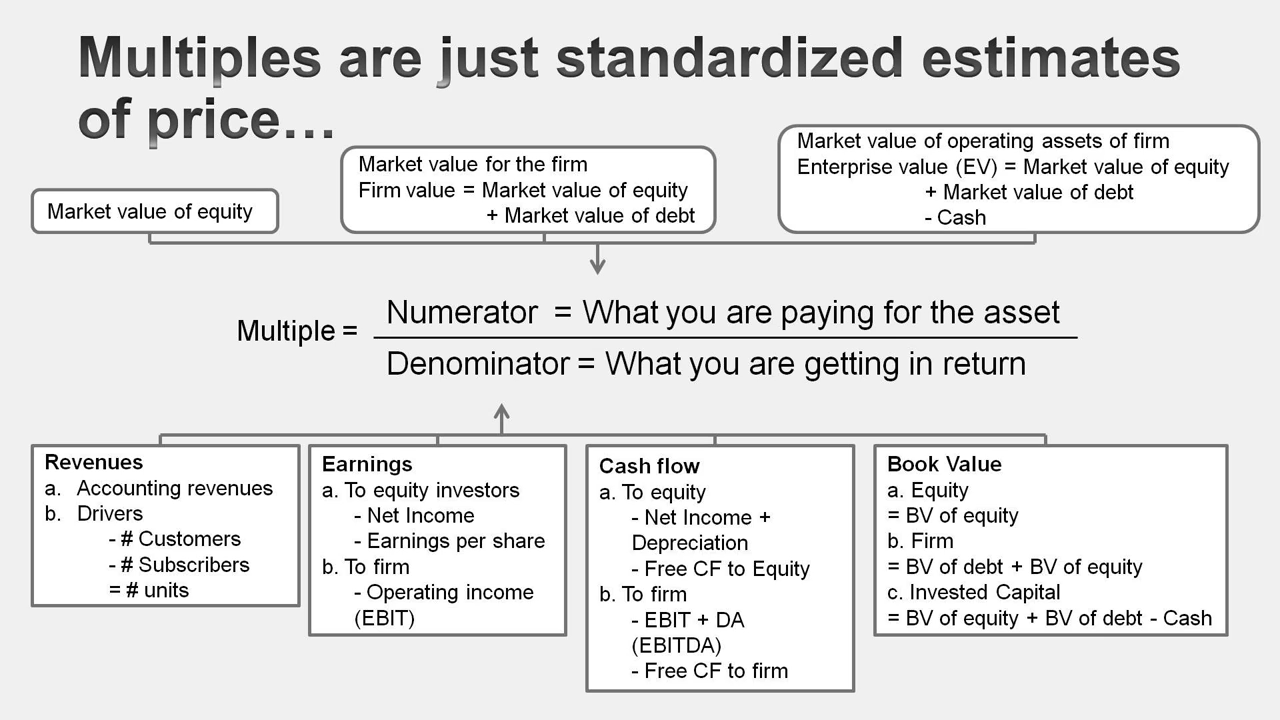 Multiples are just standardized estimates
of price…
Market value of equity
Market value for the firm
Firm value = Market value of equity
+ Market value of debt
Market value of operating assets of firm
Enterprise value (EV) = Market value of equity
+ Market value of debt
- Cash
Multiple =
Numerator = What you are paying for the asset
Denominator = What you are getting in return
Revenues
a. Accounting revenues
b. Drivers
- # Customers
- # Subscribers
= # units
Earnings
a. To equity investors
- Net Income
- Earnings per share
b. To firm
- Operating income
(EBIT)
Cash flow
a. To equity
- Net Income +
Depreciation
- Free CF to Equity
b. To firm
- EBIT + DA
(EBITDA)
- Free CF to firm
Book Value
a. Equity
= BV of equity
b. Firm
= BV of debt + BV of equity
c. Invested Capital
= BV of equity + BV of debt - Cash